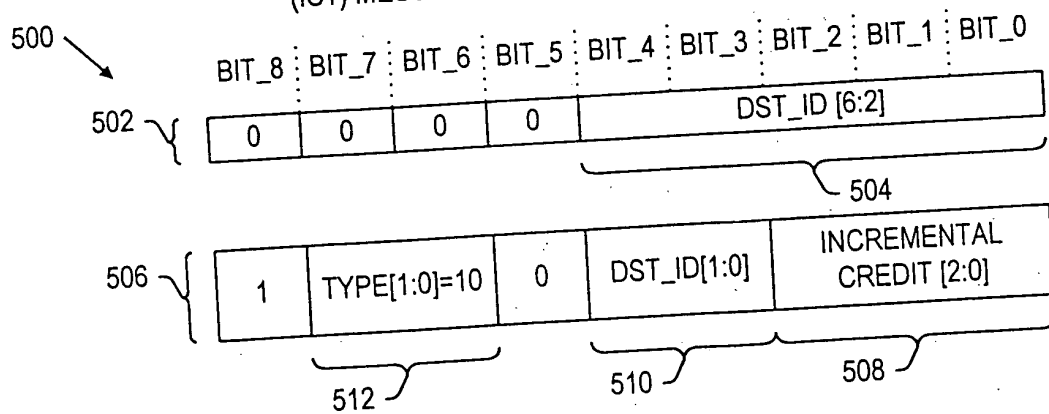 500
BIT_8 BIT_7 BIT_6 BIT_5 BIT_4 BIT_3 BIT_2 BIT_1 BIT_0
502
0 0 0 0 DST_ID [6:2]
504
506
1 TYPE[1:0]=10 0 DST_ID[1:0] INCREMENTAL
CREDIT [2:0]
512 510 508